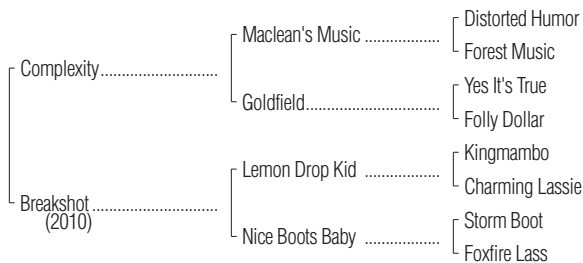 Distorted Humor
Maclean's Music ..................
Forest Music
Complexity............................
Yes It's True
Goldfield................................
Folly Dollar
Kingmambo
Lemon Drop Kid ..................
Charming Lassie
Breakshot ............................
(2010)
Storm Boot
Nice Boots Baby ..................
Foxfire Lass